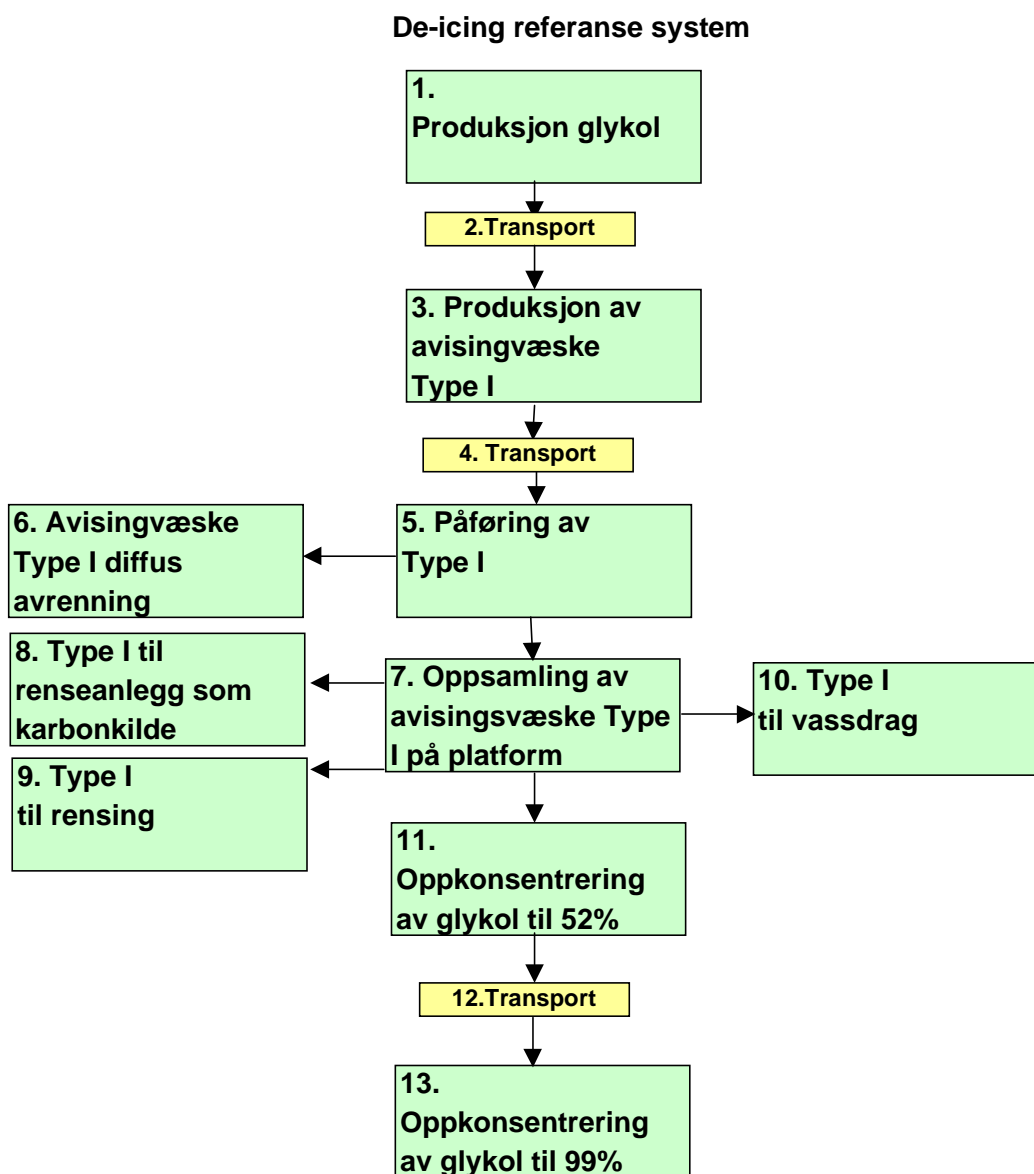 De-icing referanse system
1.
Produksjon glykol
2.Transport
3. Produksjon av
avisingvæske
Type I
4. Transport
5. Påføring av
Type I
6. Avisingvæske
Type I diffus
avrenning
7. Oppsamling av
avisingsvæske Type
I på platform
8. Type I til
renseanlegg som
karbonkilde
9. Type I
til rensing
10. Type I
til vassdrag
11.
Oppkonsentrering
av glykol til 52%
12.Transport
13.
Oppkonsentrering
av glykol til 99%